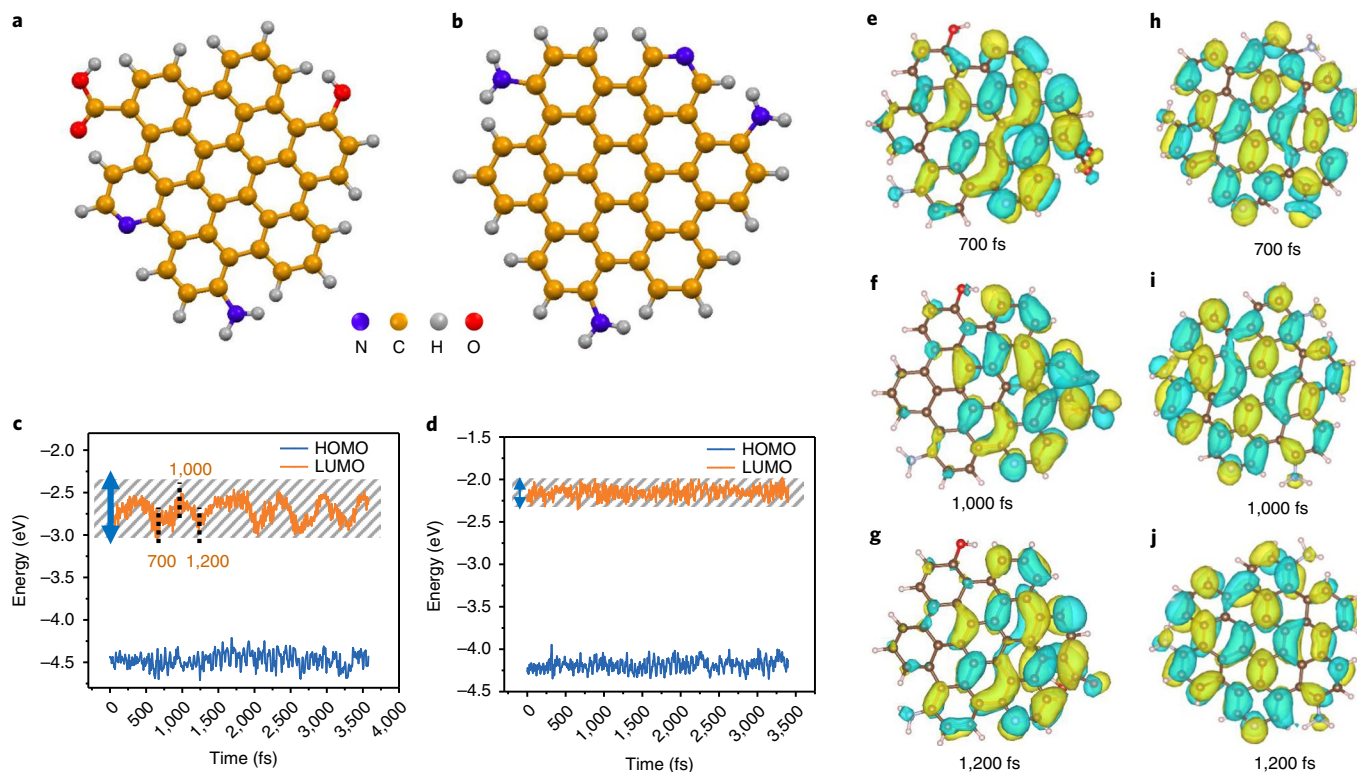 a
b
N
C
H
O
c
–2.0
–2.5
–3.0
–3.5
–4.0
–4.5
Energy (eV)
HOMO
LUMO
1,000
700
1,200
0
500
1,000
1,500
2,000
2,500
3,000
3,500
4,000
Time (fs)
d
–1.5
–2.0
–2.5
–3.0
–3.5
–4.0
–4.5
Energy (eV)
HOMO
LUMO
0
500
1,000
1,500
2,000
2,500
3,000
3,500
Time (fs)
e
700 fs
f
1,000 fs
g
1,200 fs
h
700 fs
i
1,000 fs
j
1,200 fs